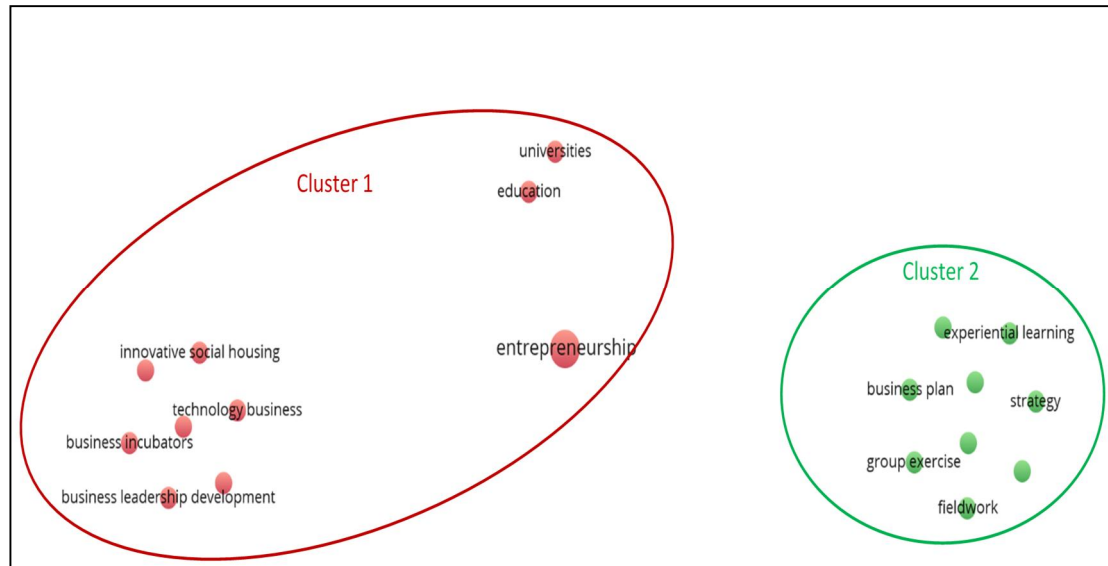 universities
Cluster 1
education
Cluster 2
experiential learning
entrepreneurship
innovative social housing
business plan
strategy
technology business
business incubators
group exercise
business leadership development
fieldwork